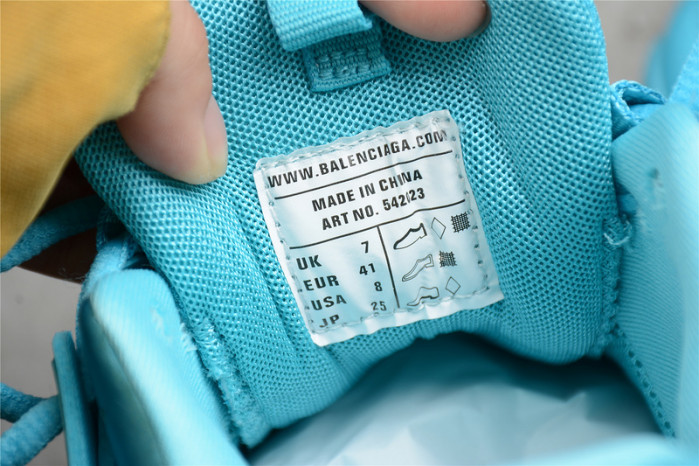 WWW.BALENCIAGA.COM
MADE IN CHINA
ART NO. 542023
UK 7
EUR 41
USA 8
JP 25